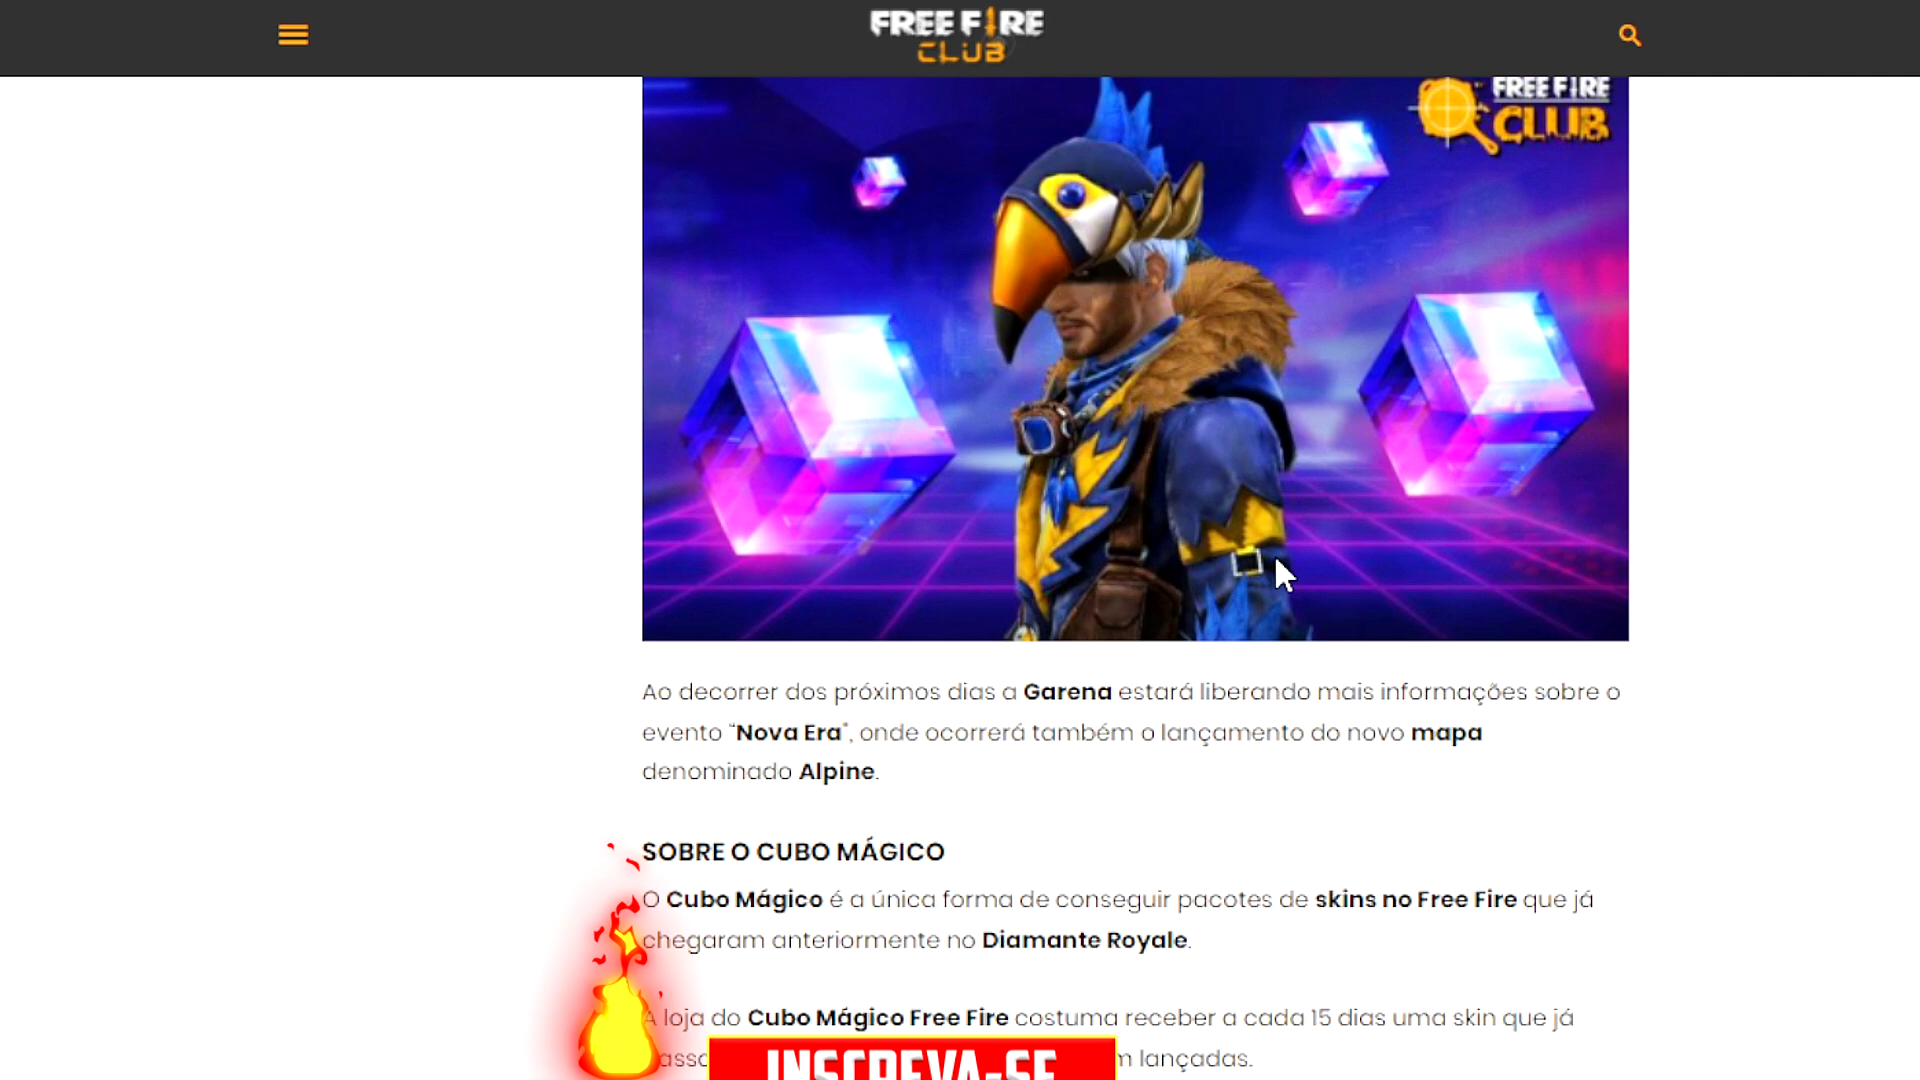 FREE FIRE
CLUB
FREE FIRE
CLUB
Ao decorrer dos próximos dias a Garena estará liberando mais informações sobre o
evento “Nova Era”, onde ocorrerá também o lançamento do novo mapa
denominado Alpine.
SOBRE O CUBO MÁGICO
O Cubo Mágico é a única forma de conseguir pacotes de skins no Free Fire que já
chegaram anteriormente no Diamante Royale.
A loja do Cubo Mágico Free Fire costuma receber a cada 15 dias uma skin que já
lançadas.
INSCREVA-SE